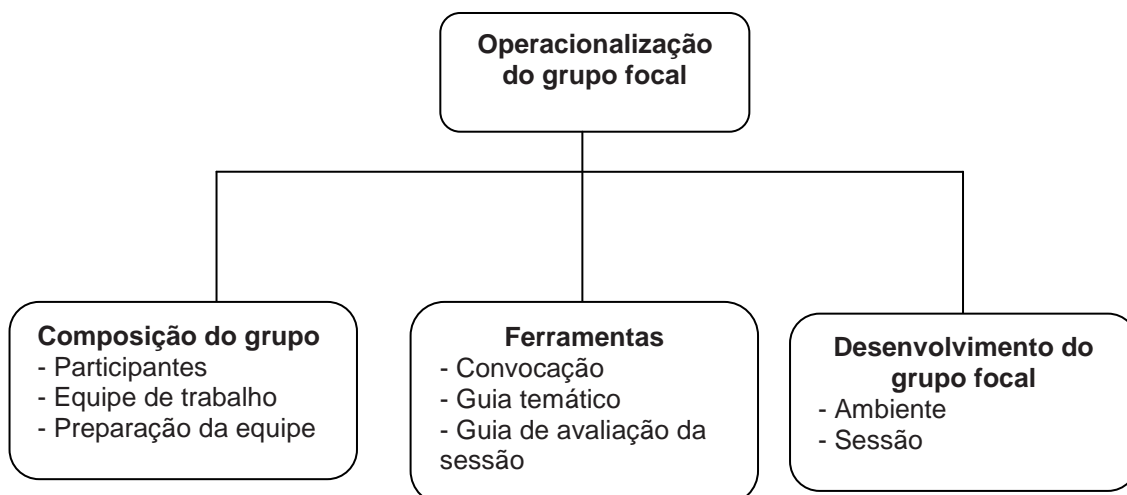 Operacionalização
do grupo focal
Composição do grupo
- Participantes
- Equipe de trabalho
- Preparação da equipe
Ferramentas
- Convocação
- Guia temático
- Guia de avaliação da
sessão
Desenvolvimento do
grupo focal
- Ambiente
- Sessão